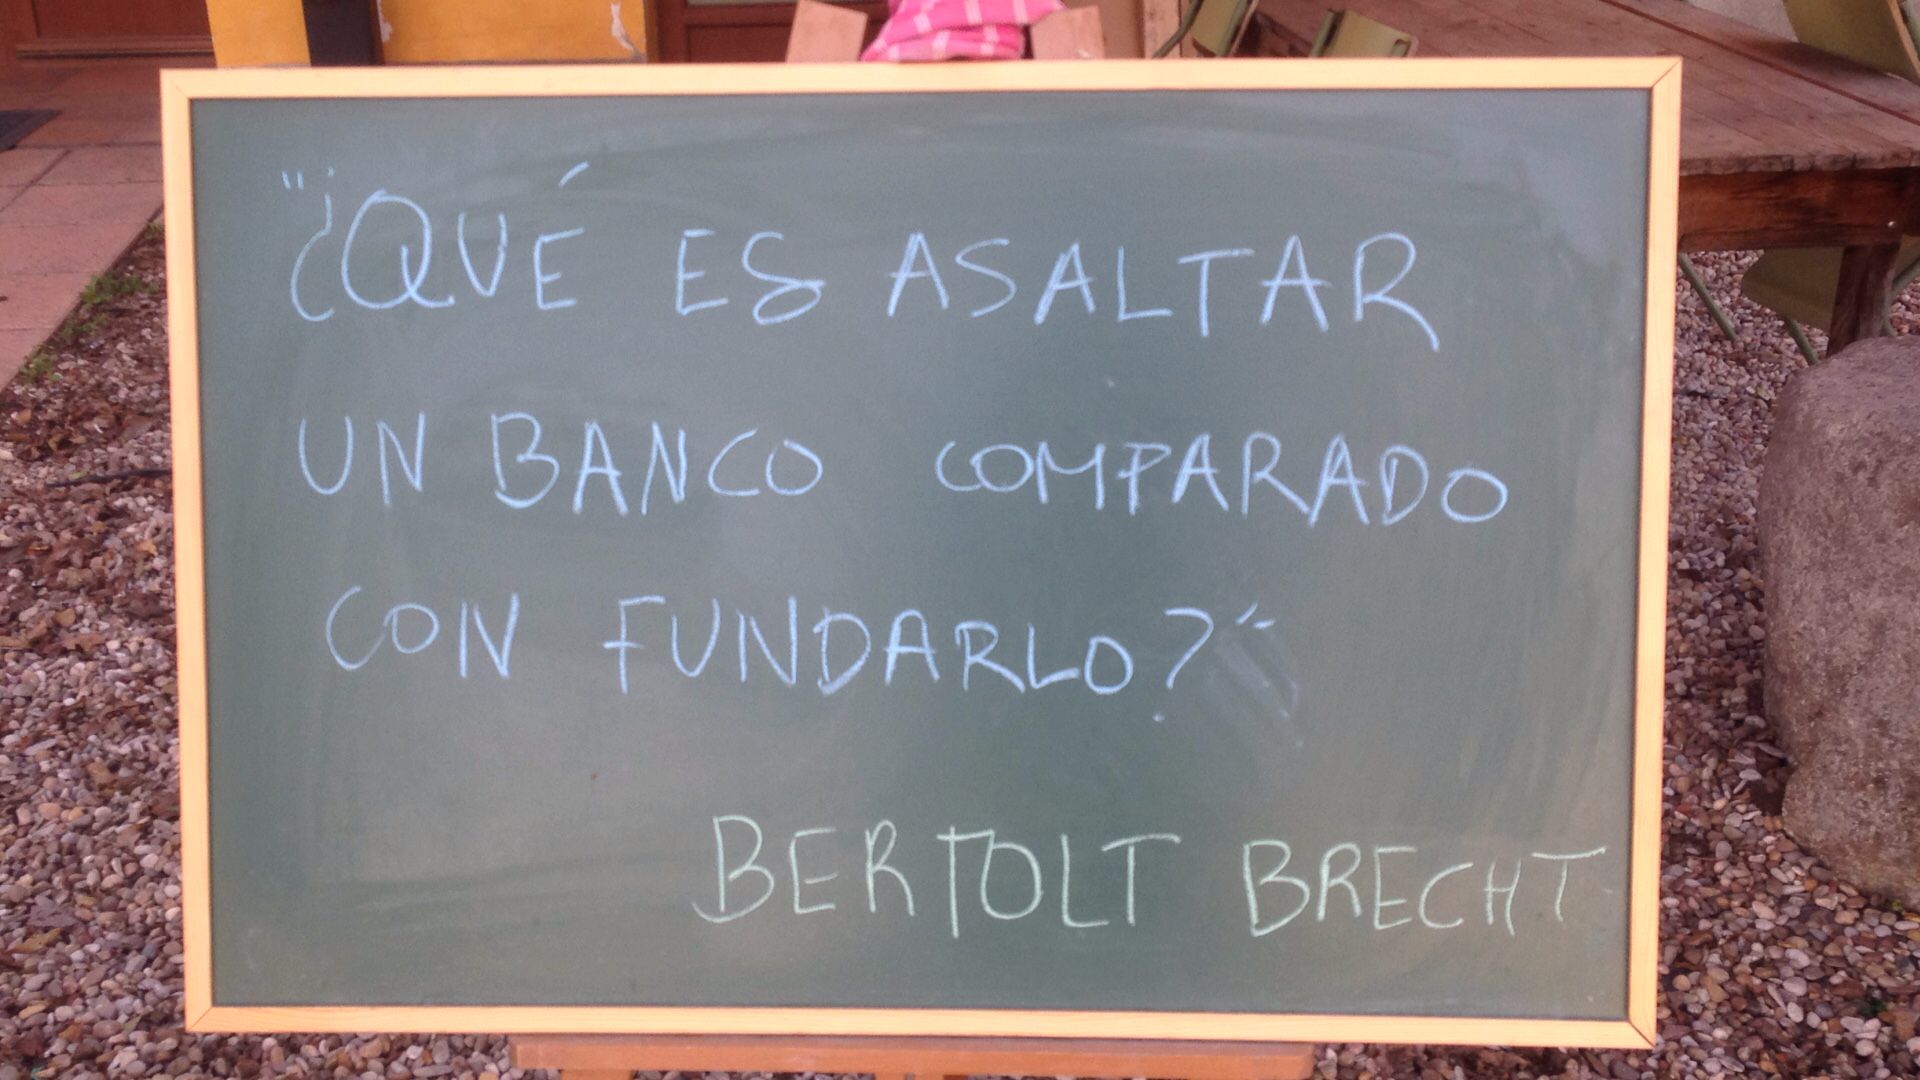 "¿QUÉ ES ASALTAR
UN BANCO COMPARADO
CON FUNDARLO?"
BERTOLT BRECHT